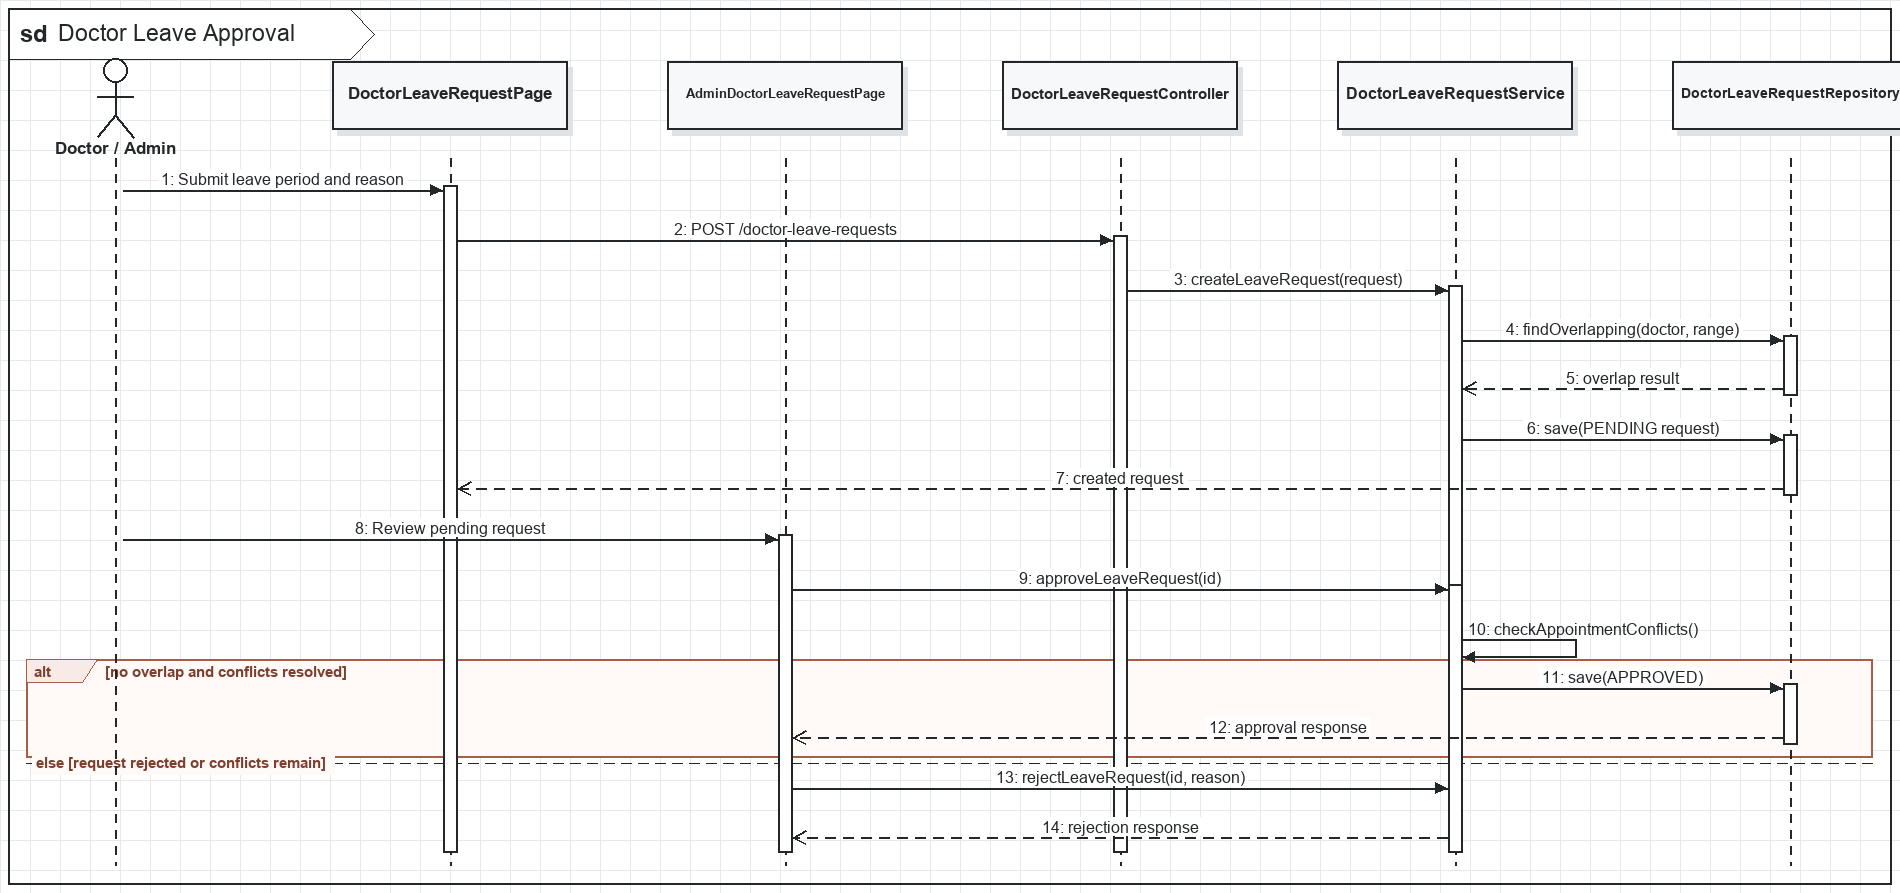 sd Doctor Leave Approval
Doctor / Admin
DoctorLeaveRequestPage
AdminDoctorLeaveRequestPage
DoctorLeaveRequestController
DoctorLeaveRequestService
DoctorLeaveRequestRepository
1: Submit leave period and reason
2: POST /doctor-leave-requests
3: createLeaveRequest(request)
4: findOverlapping(doctor, range)
5: overlap result
6: save(PENDING request)
7: created request
8: Review pending request
9: approveLeaveRequest(id)
10: checkAppointmentConflicts()
alt [no overlap and conflicts resolved]
11: save(APPROVED)
12: approval response
else [request rejected or conflicts remain]
13: rejectLeaveRequest(id, reason)
14: rejection response